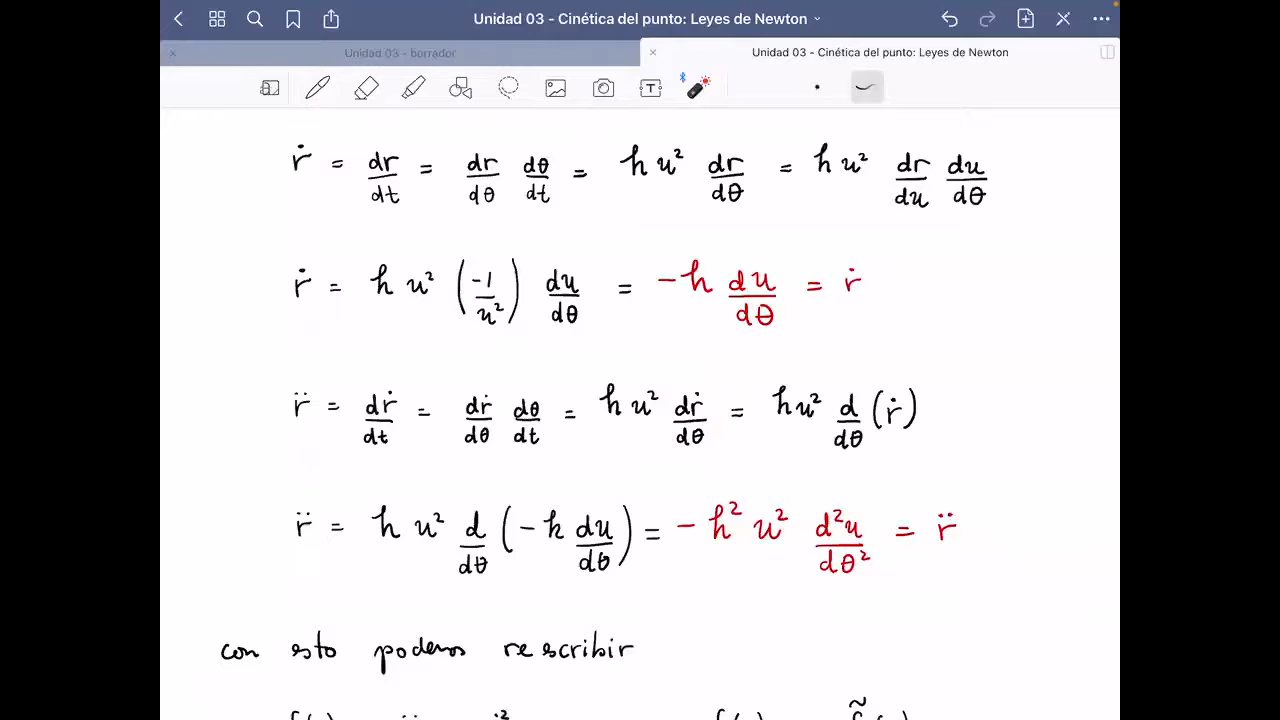 Unidad 03 - Cinética del punto: Leyes de Newton
Unidad 03 - borrador
Unidad 03 - Cinética del punto: Leyes de Newton
ṙ = dr/dt = dr/dθ dθ/dt = h u² dr/dθ = h u² dr/du du/dθ
ṙ = h u² (-1/u²) du/dθ = -h du/dθ = ṙ
r̈ = dṙ/dt = dṙ/dθ dθ/dt = h u² dṙ/dθ = h u² d/dθ (ṙ)
r̈ = h u² d/dθ (-h du/dθ) = -h² u² d²u/dθ² = r̈
con esto podemos rescribir